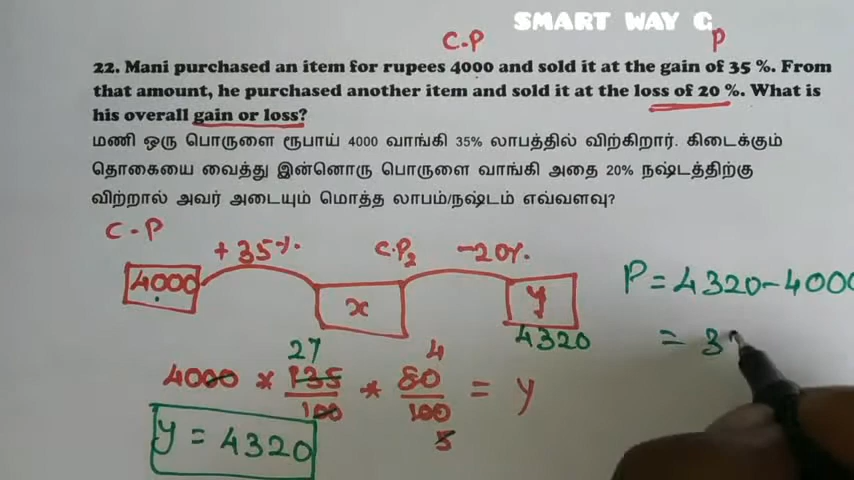 SMART WAY G
C.P P
22. Mani purchased an item for rupees 4000 and sold it at the gain of 35 %. From
that amount, he purchased another item and sold it at the loss of 20 %. What is
his overall gain or loss?
மணி ஒரு பொருளை ரூபாய் 4000 வாங்கி 35% லாபத்தில் விற்கிறார். கிடைக்கும்
தொகையை வைத்து இன்னொரு பொருளை வாங்கி அதை 20% நஷ்டத்திற்கு
விற்றால் அவர் அடையும் மொத்த லாபம்/நஷ்டம் எவ்வளவு?
C.P
+35% C.P2 -20%
4000 x y P=4320-4000
4320 = 3
27 4
4000 * 135/100 * 80/100 = y
5
y = 4320